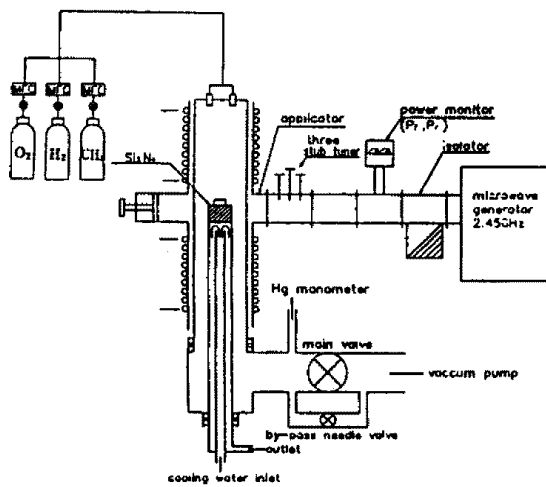 MFC MFC MFC
O₂ H₂ CH₄
Si₃N₄
applicator
three
stub tuner
power monitor
(Pf, Pr)
isolator
microwave
generator
2.45GHz
Hg manometer
main valve
vaccum pump
by-pass needle valve
outlet
cooling water inlet